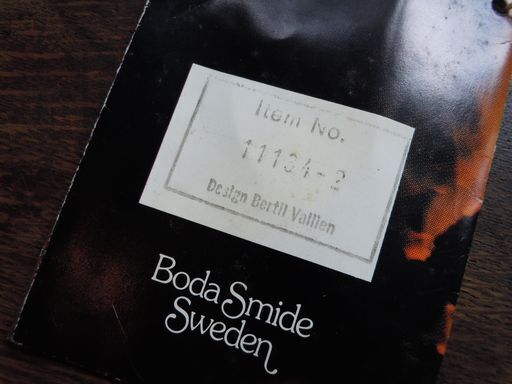 Item No.
11134-2
Design Bertil Vallien
Boda Smide
Sweden